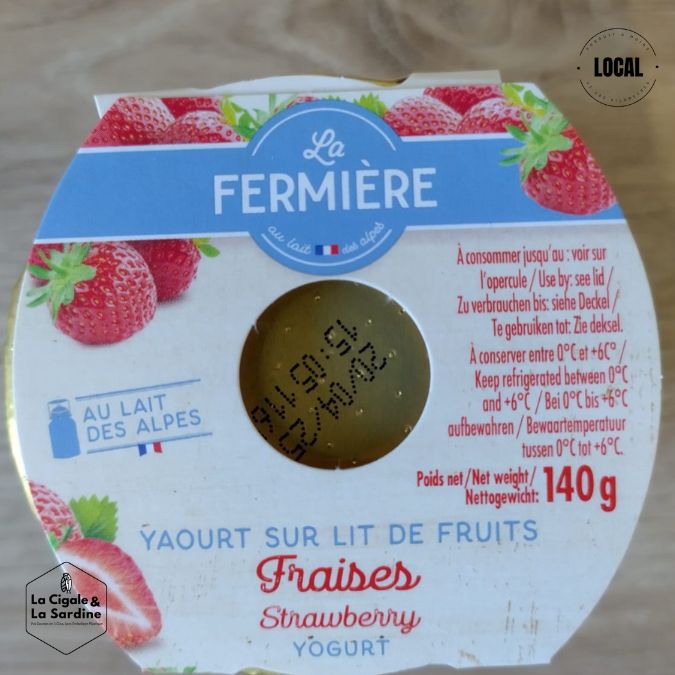 LOCAL
La
FERMIÈRE
au lait des alpes
À consommer jusqu'au : voir sur
l'opercule / Use by: see lid /
Zu verbrauchen bis: siehe Deckel /
Te gebruiken tot: Zie deksel.
À conserver entre 0°C et +6C° /
Keep refrigerated between 0°C
and +6°C / Bei 0°C bis +6°C
aufbewahren / Bewaartemperatuur
tussen 0°C tot +6°C.
Poids net/Net weight/
Nettogewicht: 140 g
AU LAIT
DES ALPES
YAOURT SUR LIT DE FRUITS
Fraises
Strawberry
YOGURT
La Cigale &
La Sardine